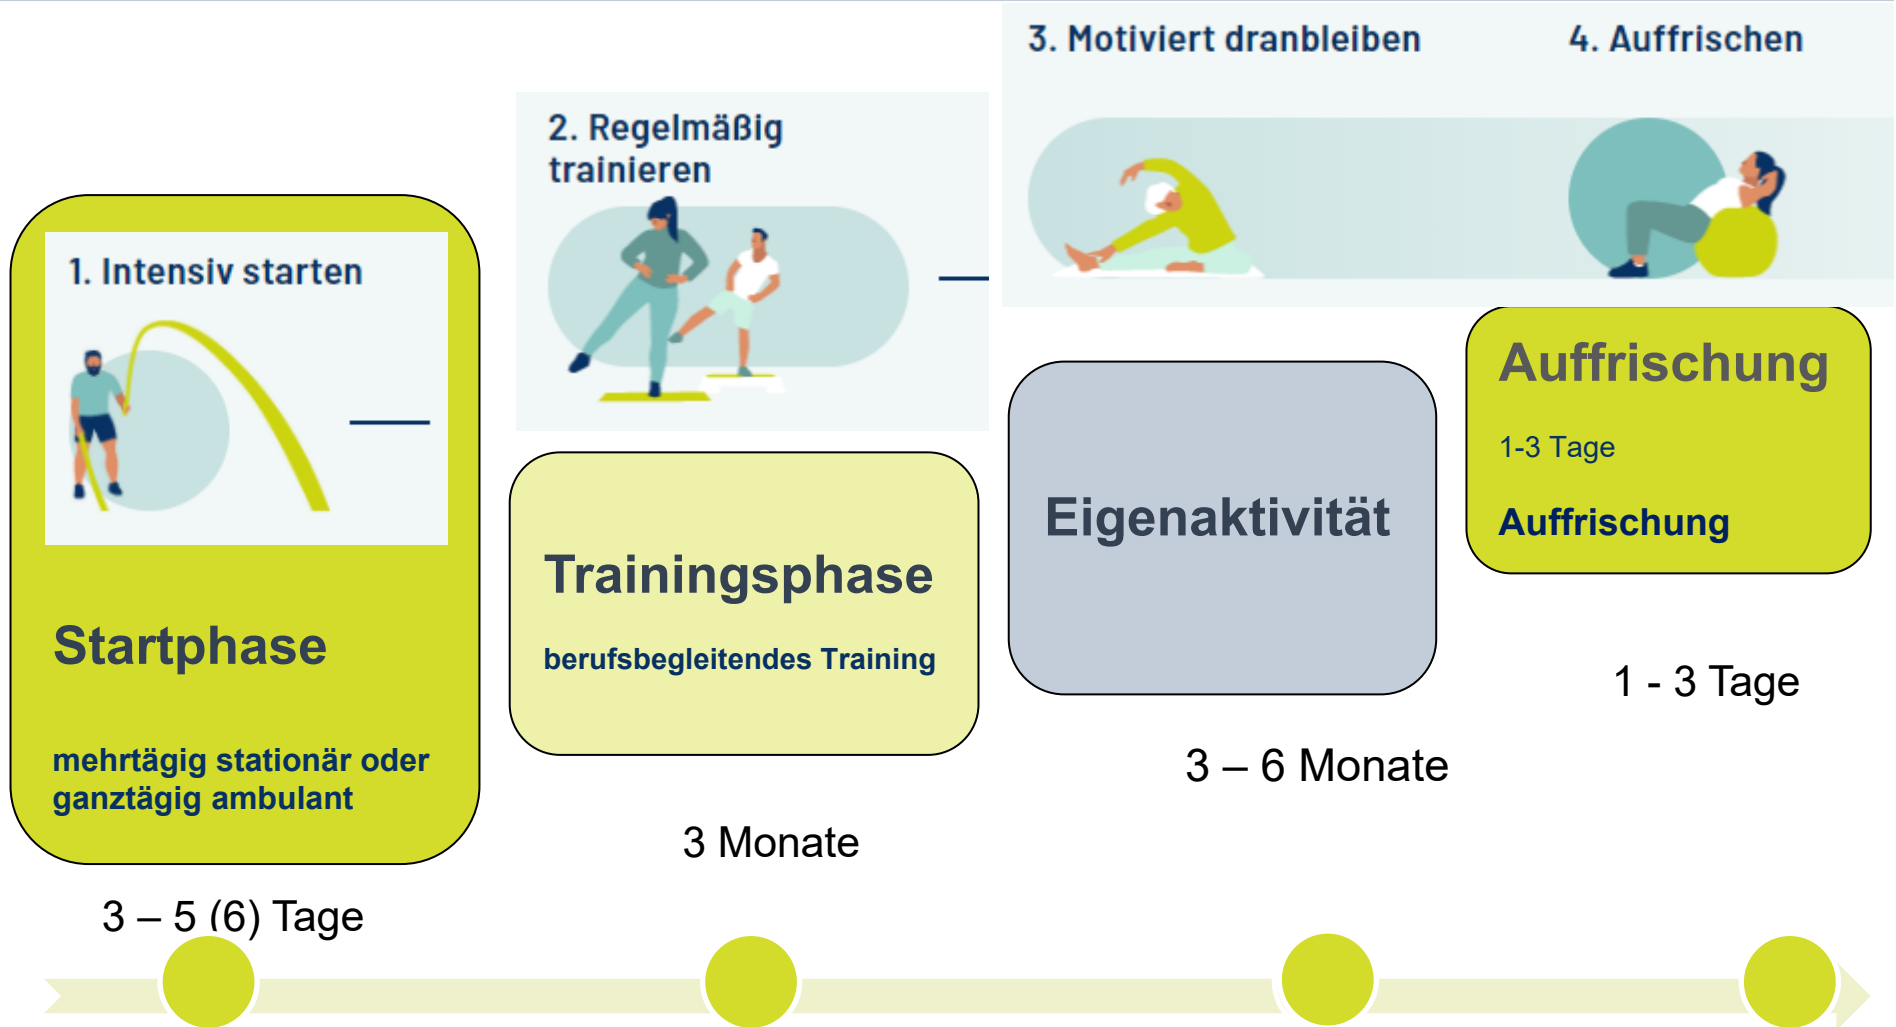 1. Intensiv starten
Startphase
mehrtägig stationär oder
ganztägig ambulant
3 – 5 (6) Tage
2. Regelmäßig
trainieren
Trainingsphase
berufsbegleitendes Training
3 Monate
3. Motiviert dranbleiben
Eigenaktivität
3 – 6 Monate
4. Auffrischen
Auffrischung
1-3 Tage
Auffrischung
1 - 3 Tage